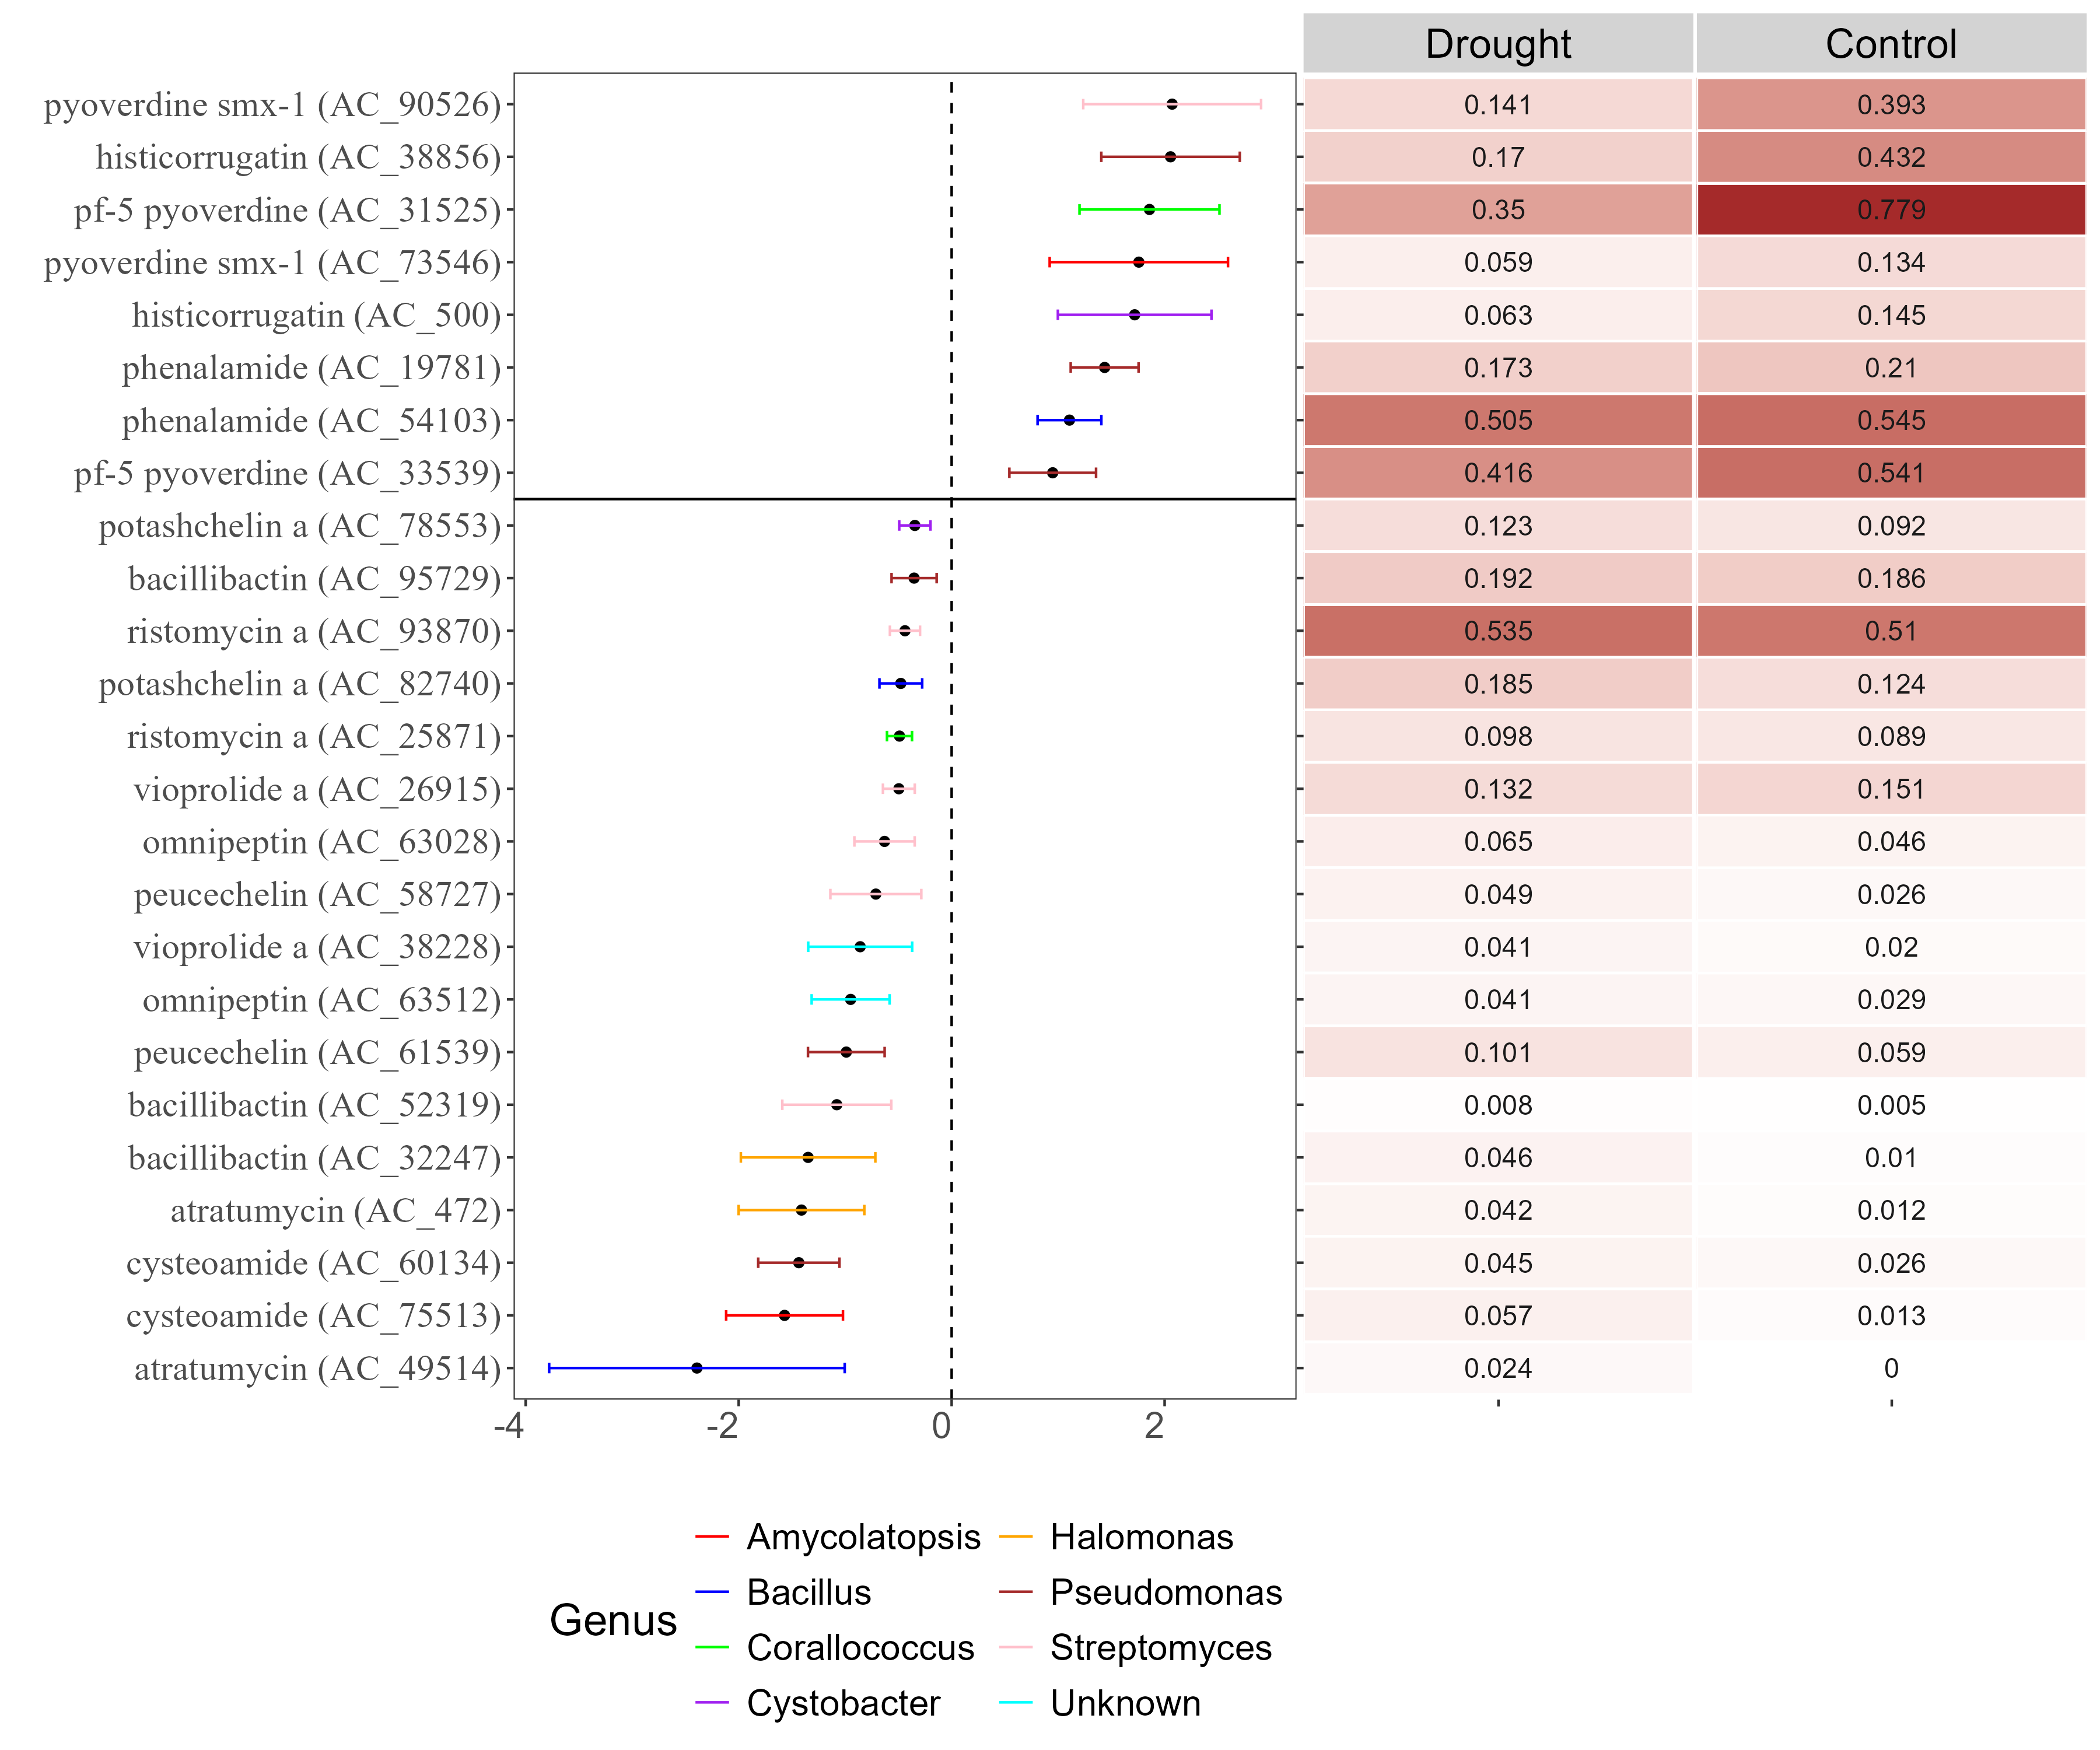 Drought Control
pyoverdine smx-1 (AC_90526) 0.141 0.393
histicorrugatin (AC_38856) 0.17 0.432
pf-5 pyoverdine (AC_31525) 0.35 0.779
pyoverdine smx-1 (AC_73546) 0.059 0.134
histicorrugatin (AC_500) 0.063 0.145
phenalamide (AC_19781) 0.173 0.21
phenalamide (AC_54103) 0.505 0.545
pf-5 pyoverdine (AC_33539) 0.416 0.541
potashchelin a (AC_78553) 0.123 0.092
bacillibactin (AC_95729) 0.192 0.186
ristomycin a (AC_93870) 0.535 0.51
potashchelin a (AC_82740) 0.185 0.124
ristomycin a (AC_25871) 0.098 0.089
vioprolide a (AC_26915) 0.132 0.151
omnipeptin (AC_63028) 0.065 0.046
peucechelin (AC_58727) 0.049 0.026
vioprolide a (AC_38228) 0.041 0.02
omnipeptin (AC_63512) 0.041 0.029
peucechelin (AC_61539) 0.101 0.059
bacillibactin (AC_52319) 0.008 0.005
bacillibactin (AC_32247) 0.046 0.01
atratumycin (AC_472) 0.042 0.012
cysteoamide (AC_60134) 0.045 0.026
cysteoamide (AC_75513) 0.057 0.013
atratumycin (AC_49514) 0.024 0
-4 -2 0 2
Genus
Amycolatopsis Halomonas
Bacillus Pseudomonas
Corallococcus Streptomyces
Cystobacter Unknown